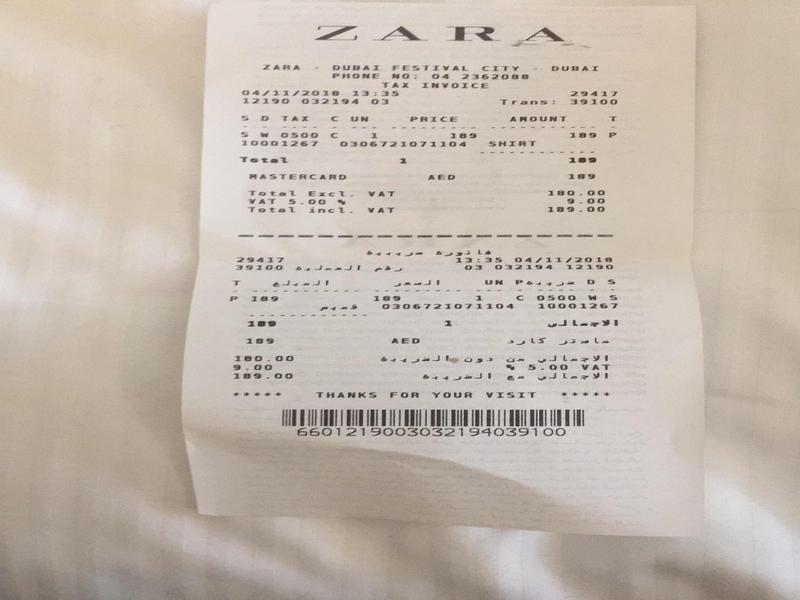 ZARA
ZARA - DUBAI FESTIVAL CITY - DUBAI
PHONE NO: 04 2362088
TAX INVOICE
04/11/2018 13:35 29417
12190 032194 03 Trans: 39100
S D TAX C UN PRICE AMOUNT T
S W 0500 C 1 189 189 P
10001267 0306721071104 SHIRT
Total 1 189
MASTERCARD AED 189
Total Excl. VAT 180.00
VAT 5.00 % 9.00
Total incl. VAT 189.00
فاتورة ضريبية
29417 13:35 04/11/2018
39100 رقم العملية 03 032194 12190
T المبلغ السعر UN P ضريبة D S
P 189 189 1 C 0500 W S
قميص 0306721071104 10001267
189 1 الاجمالي
189 AED ماستر كارد
180.00 الاجمالي من دون الضريبة
9.00 % 5.00 VAT
189.00 الاجمالي مع الضريبة
***** THANKS FOR YOUR VISIT *****
6601219003032194039100